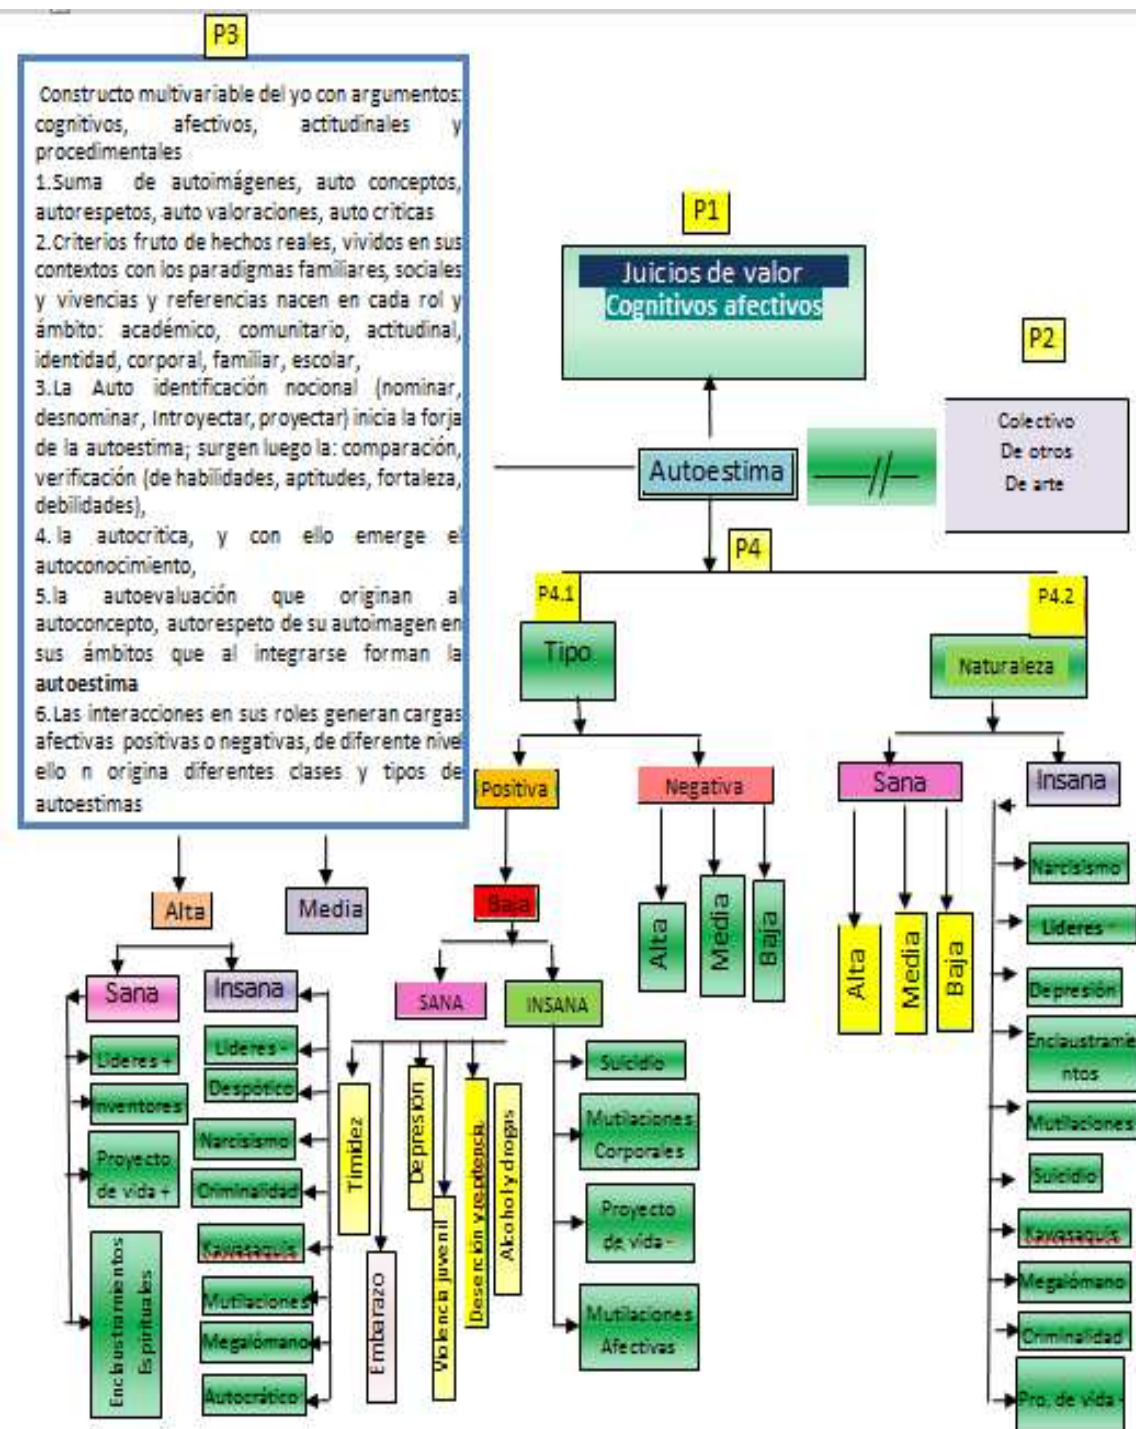 P3
Constructo multivariable del yo con argumentos:
cognitivos, afectivos, actitudinales y
procedimentales
1.Suma de autoimágenes, auto conceptos,
autorespetos, auto valoraciones, auto criticas
2.Criterios fruto de hechos reales, vividos en sus
contextos con los paradigmas familiares, sociales
y vivencias y referencias nacen en cada rol y
ámbito: académico, comunitario, actitudinal,
identidad, corporal, familiar, escolar,
3.La Auto identificación nocional (nominar,
desnominar, Introyectar, proyectar) inicia la forja
de la autoestima; surgen luego la: comparación,
verificación (de habilidades, aptitudes, fortaleza,
debilidades),
4. la autocritica, y con ello emerge el
autoconocimiento,
5.la autoevaluación que originan al
autoconcepto, autorespeto de su autoimagen en
sus ámbitos que al integrarse forman la
autoestima
6.Las interacciones en sus roles generan cargas
afectivas positivas o negativas, de diferente nive
ello n origina diferentes clases y tipos de
autoestimas
P1
Juicios de valor
Cognitivos afectivos
P2
Colectivo
De otros
De arte
Autoestima
P4
P4.1
Tipo
P4.2
Naturaleza
Positiva
Negativa
Sana
Insana
Alta
Media
Baja
Alta
Media
Baja
Alta
Media
Baja
Narcisismo
Lideres -
Depresión
Enclaustrame
ntos
Mutilaciones
Suicidio
Kawasaquis
Megalómano
Criminalidad
Pro. de vida -
Sana
Insana
Lideres +
Inventores
Proyecto
de vida +
Enclaustramientos
Espirituales
Lideres -
Despótico
Narcisismo
Criminalidad
Kawasaquis
Mutilaciones
Megalómano
Autocrático
SANA
INSANA
Timidez
Embarazo
Depresión
Violencia juvenil
Deserción y repitencia
Alcohol y drogas
Suicidio
Mutilaciones
Corporales
Proyecto
de vida -
Mutilaciones
Afectivas